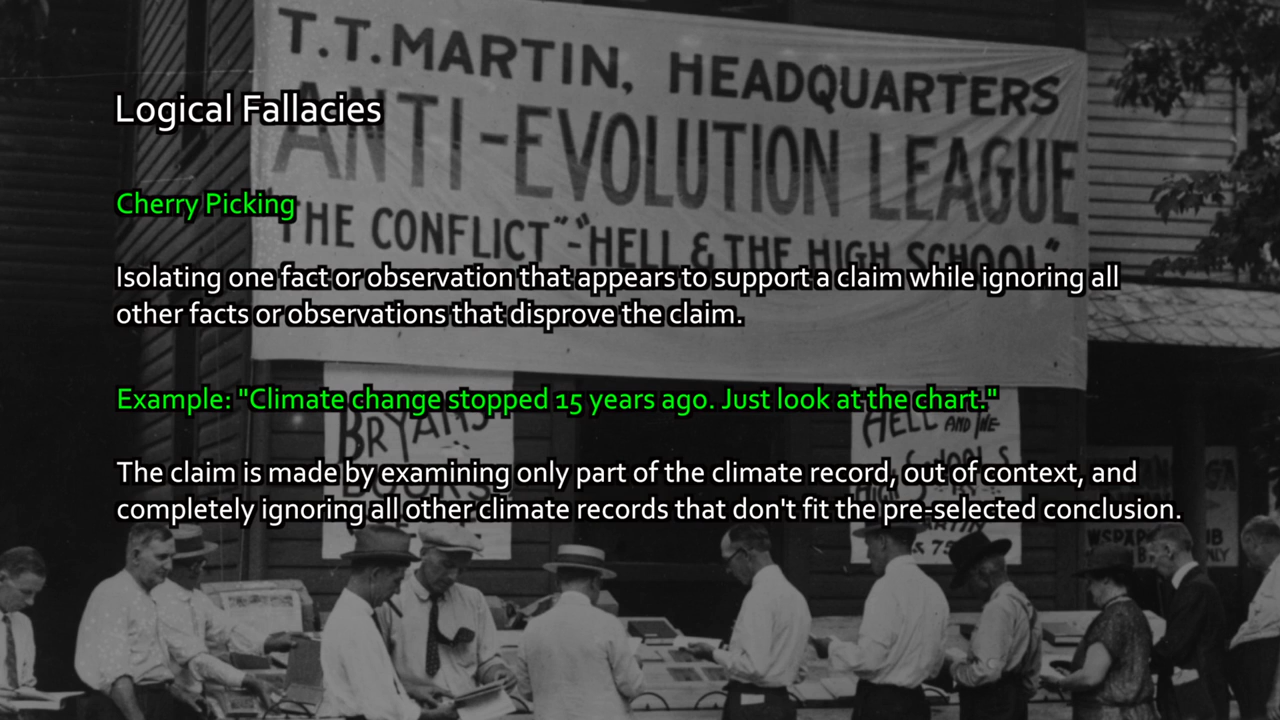 T.T. MARTIN, HEADQUARTERS
Logical Fallacies
ANTI-EVOLUTION LEAGUE
Cherry Picking
THE CONFLICT"-"HELL & THE HIGH SCHOOL"
Isolating one fact or observation that appears to support a claim while ignoring all
other facts or observations that disprove the claim.
Example: "Climate change stopped 15 years ago. Just look at the chart."
BRYAN'S
HELL AND THE
The claim is made by examining only part of the climate record, out of context, and
completely ignoring all other climate records that don't fit the pre-selected conclusion.